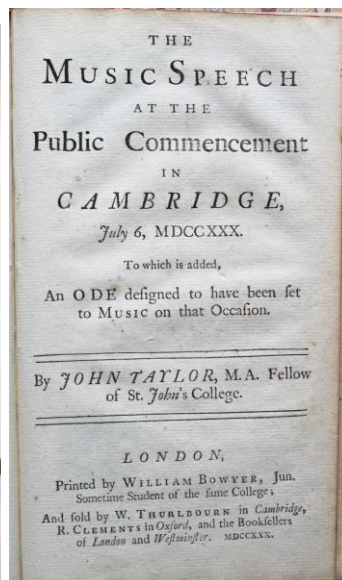 THE
MUSIC SPEECH
AT THE
Public Commencement
IN
CAMBRIDGE,
July 6, MDCCXXX.
To which is added,
An ODE deſigned to have been ſet
to MUSIC on that Occaſion.
By JOHN TAYLOR, M.A. Fellow
of St. John's College.
LONDON,
Printed by WILLIAM BOWYER, Jun.
Sometime Student of the ſame College;
And ſold by W. THURLBOURN in Cambridge,
R. CLEMENTS in Oxford, and the Bookſellers
of London and Weſtminſter. MDCCXXX.